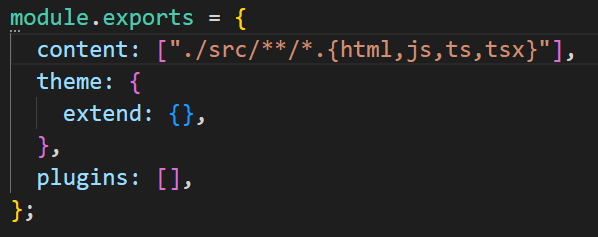 module.exports = {
  content: ["./src/**/*.{html,js,ts,tsx}"],
  theme: {
    extend: {},
  },
  plugins: [],
};